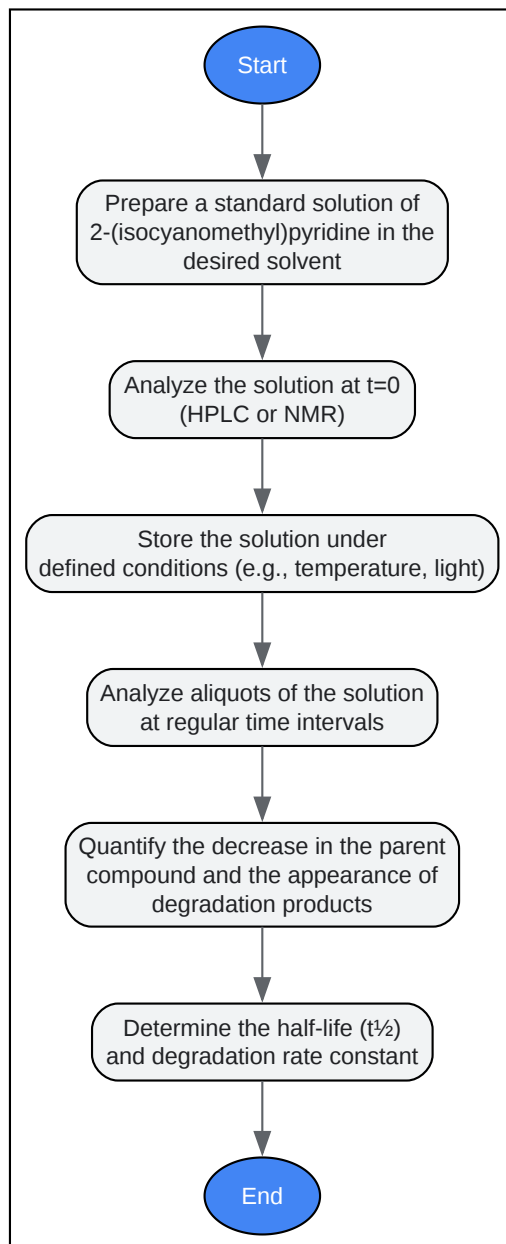 Start
Prepare a standard solution of
2-(isocyanomethyl)pyridine in the
desired solvent
Analyze the solution at t=0
(HPLC or NMR)
Store the solution under
defined conditions (e.g., temperature, light)
Analyze aliquots of the solution
at regular time intervals
Quantify the decrease in the parent
compound and the appearance of
degradation products
Determine the half-life (t½)
and degradation rate constant
End